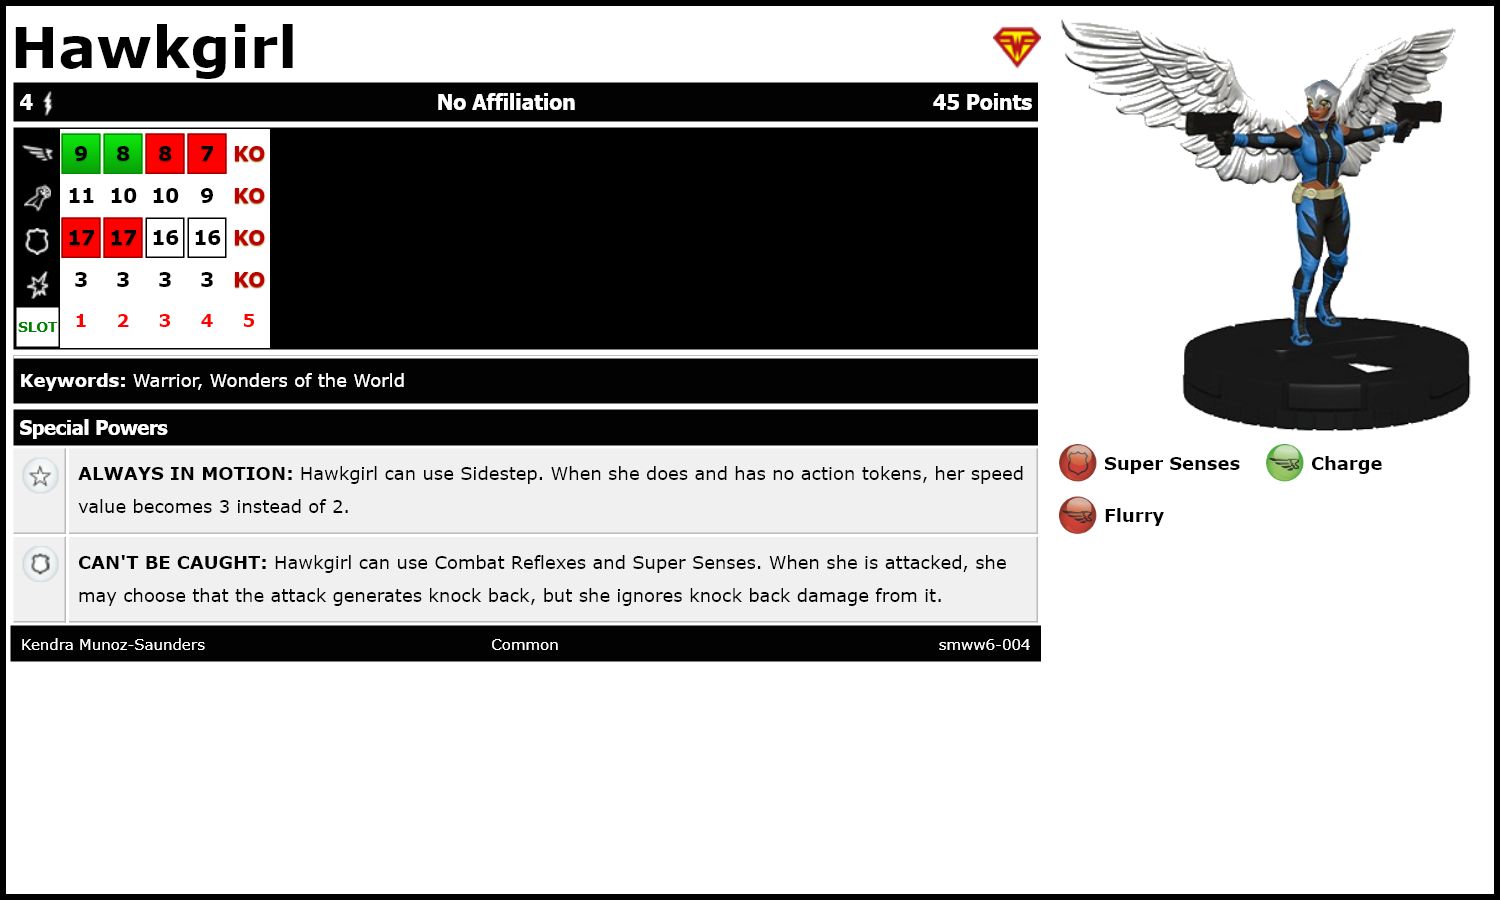 Hawkgirl
4 No Affiliation 45 Points
9 8 8 7 KO
11 10 10 9 KO
17 17 16 16 KO
3 3 3 3 KO
SLOT 1 2 3 4 5
Keywords: Warrior, Wonders of the World
Special Powers
ALWAYS IN MOTION: Hawkgirl can use Sidestep. When she does and has no action tokens, her speed
value becomes 3 instead of 2.
CAN'T BE CAUGHT: Hawkgirl can use Combat Reflexes and Super Senses. When she is attacked, she
may choose that the attack generates knock back, but she ignores knock back damage from it.
Kendra Munoz-Saunders Common smww6-004
Super Senses Charge
Flurry